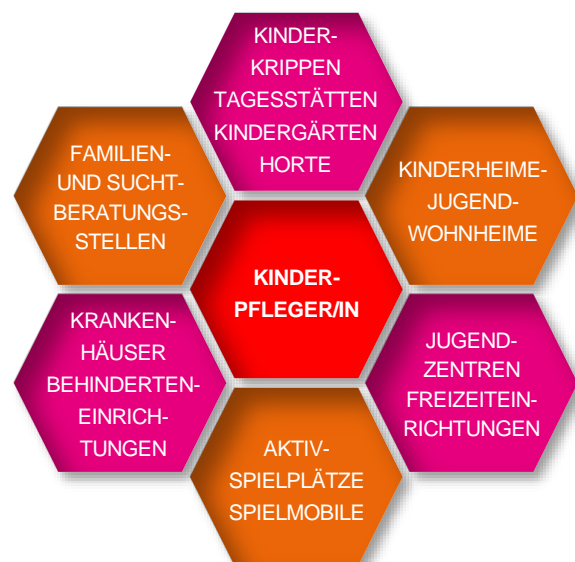 KINDER-
KRIPPEN
TAGESSTÄTTEN
KINDERGÄRTEN
HORTE
FAMILIEN-
UND SUCHT-
BERATUNGS-
STELLEN
KINDERHEIME-
JUGEND-
WOHNHEIME
KINDER-
PFLEGER/IN
KRANKEN-
HÄUSER
BEHINDERTEN-
EINRICH-
TUNGEN
JUGEND-
ZENTREN
FREIZEITEIN-
RICHTUNGEN
AKTIV-
SPIELPLÄTZE
SPIELMOBILE